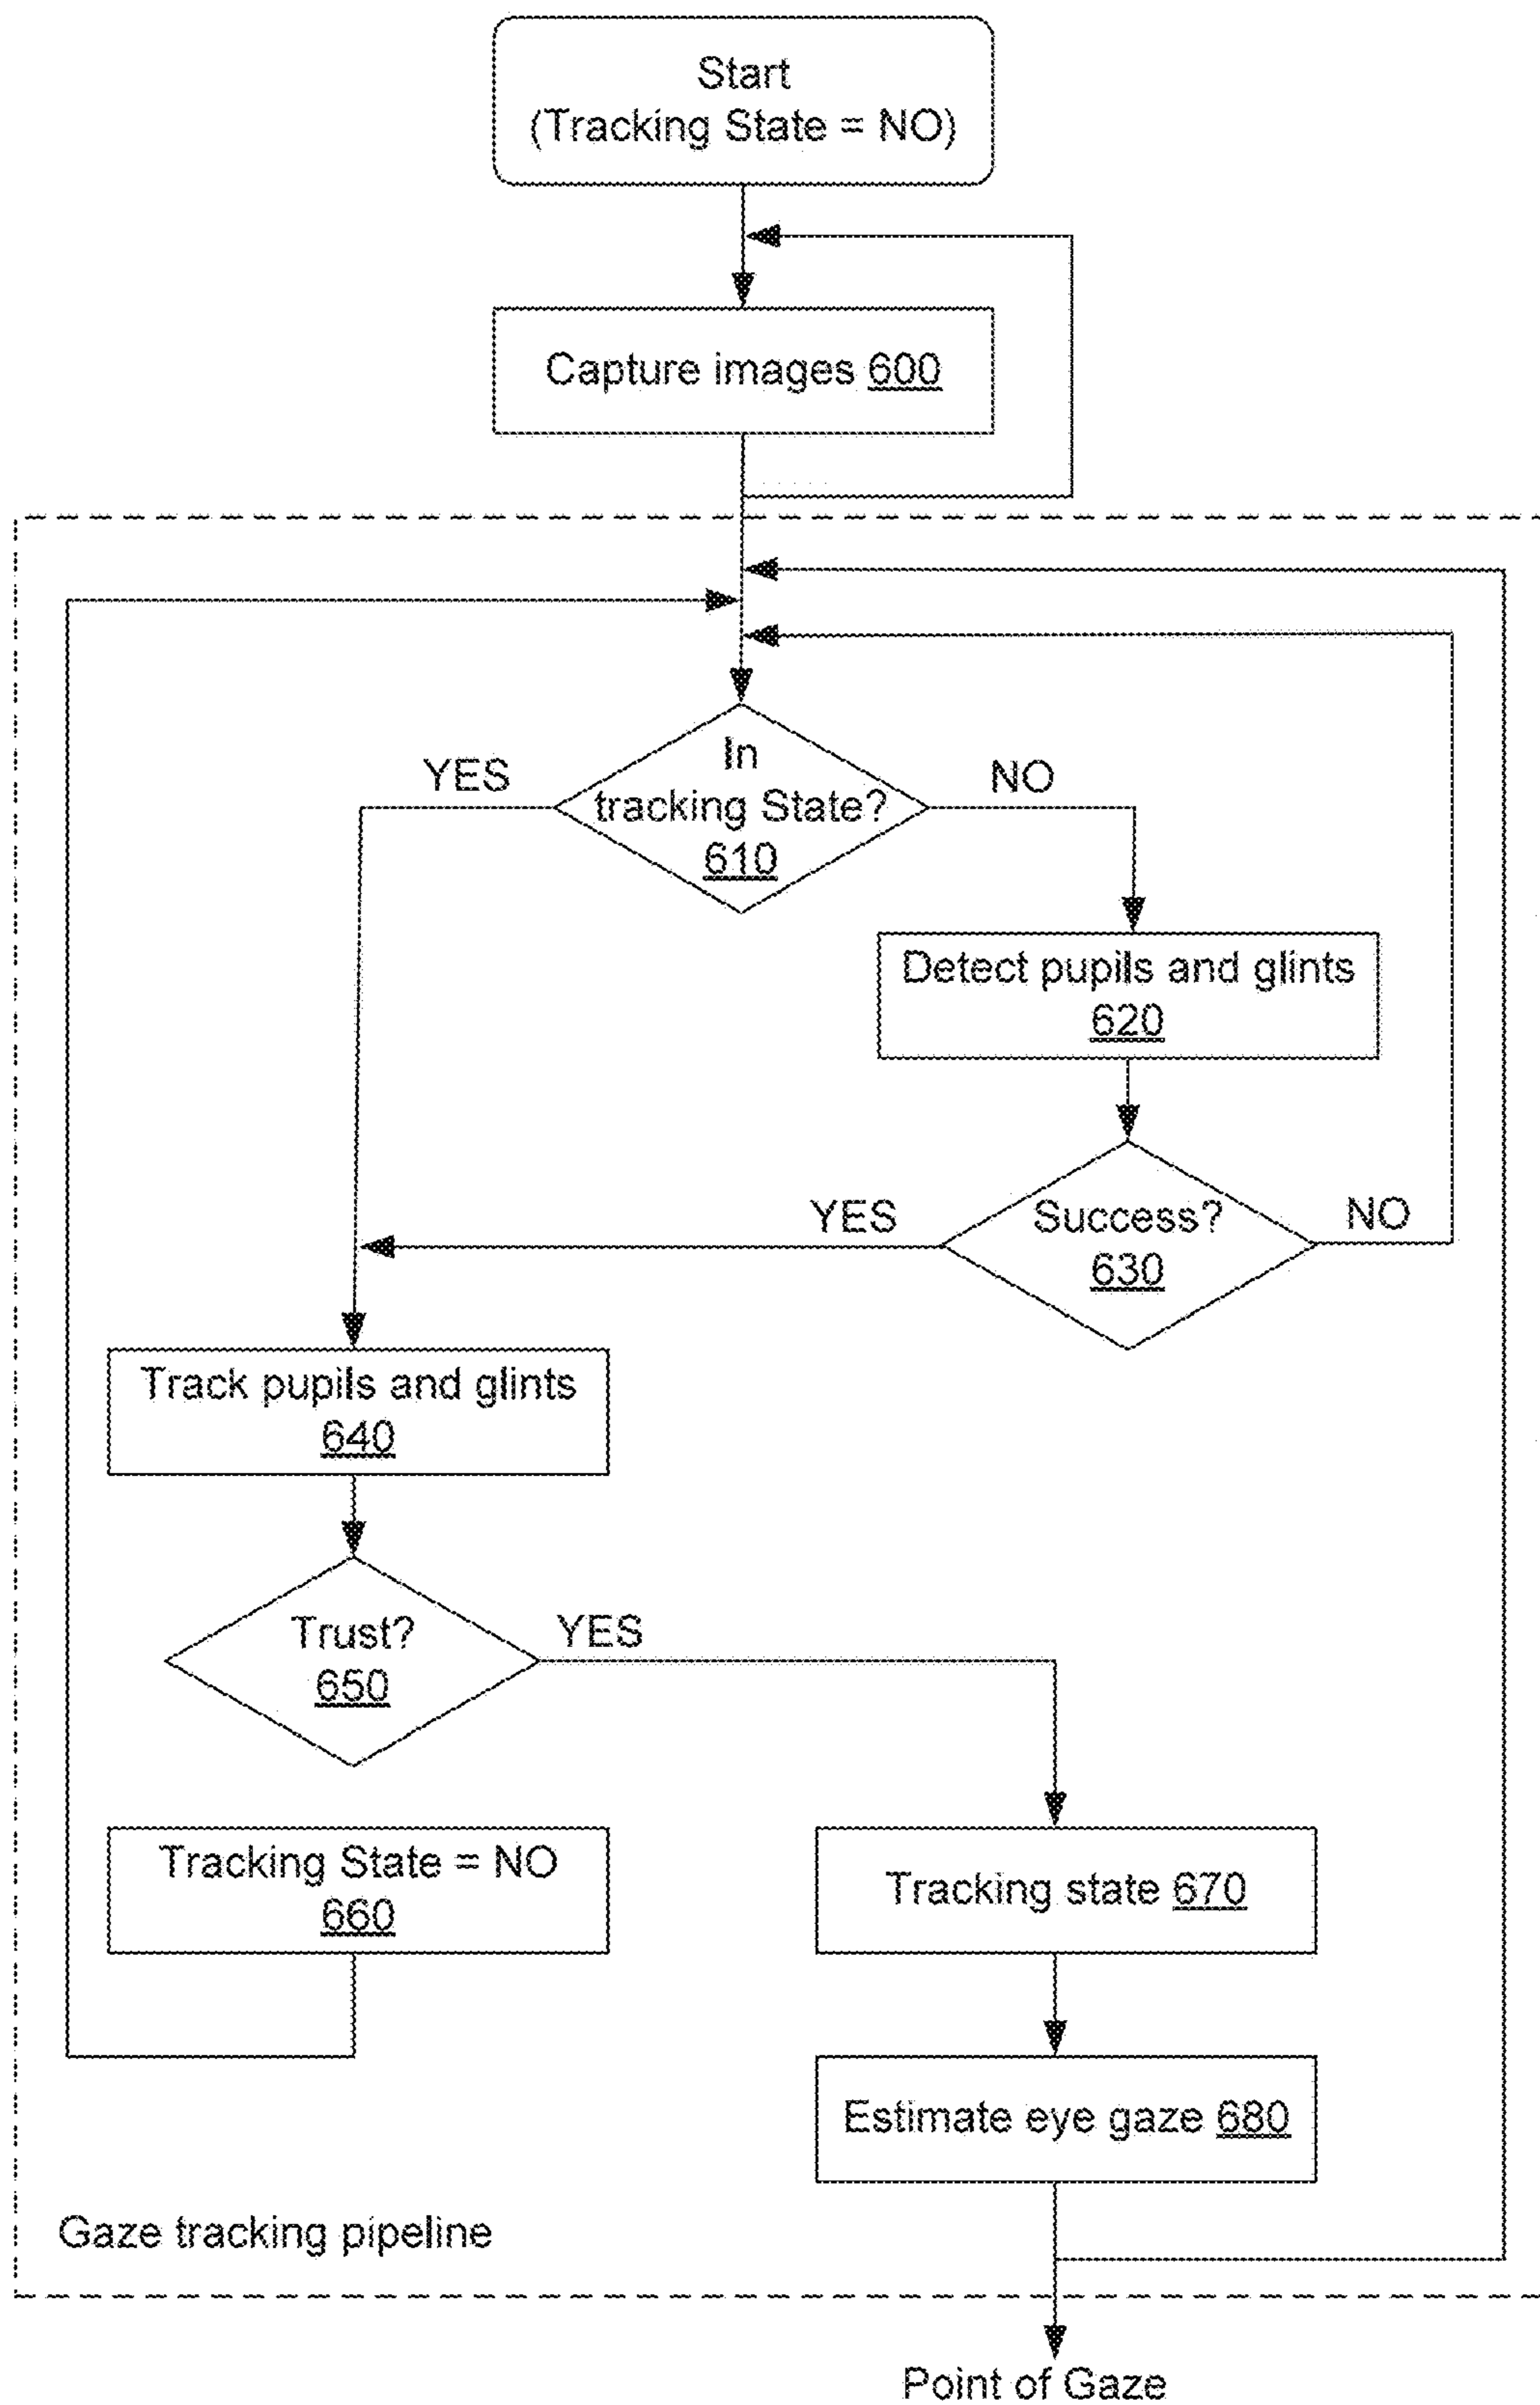 Start
(Tracking State = NO)
Capture images 600
In
tracking State?
610
YES
NO
Detect pupils and glints
620
Success?
630
YES
NO
Track pupils and glints
640
Trust?
650
YES
Tracking State = NO
660
Tracking state 670
Estimate eye gaze 680
Gaze tracking pipeline
Point of Gaze